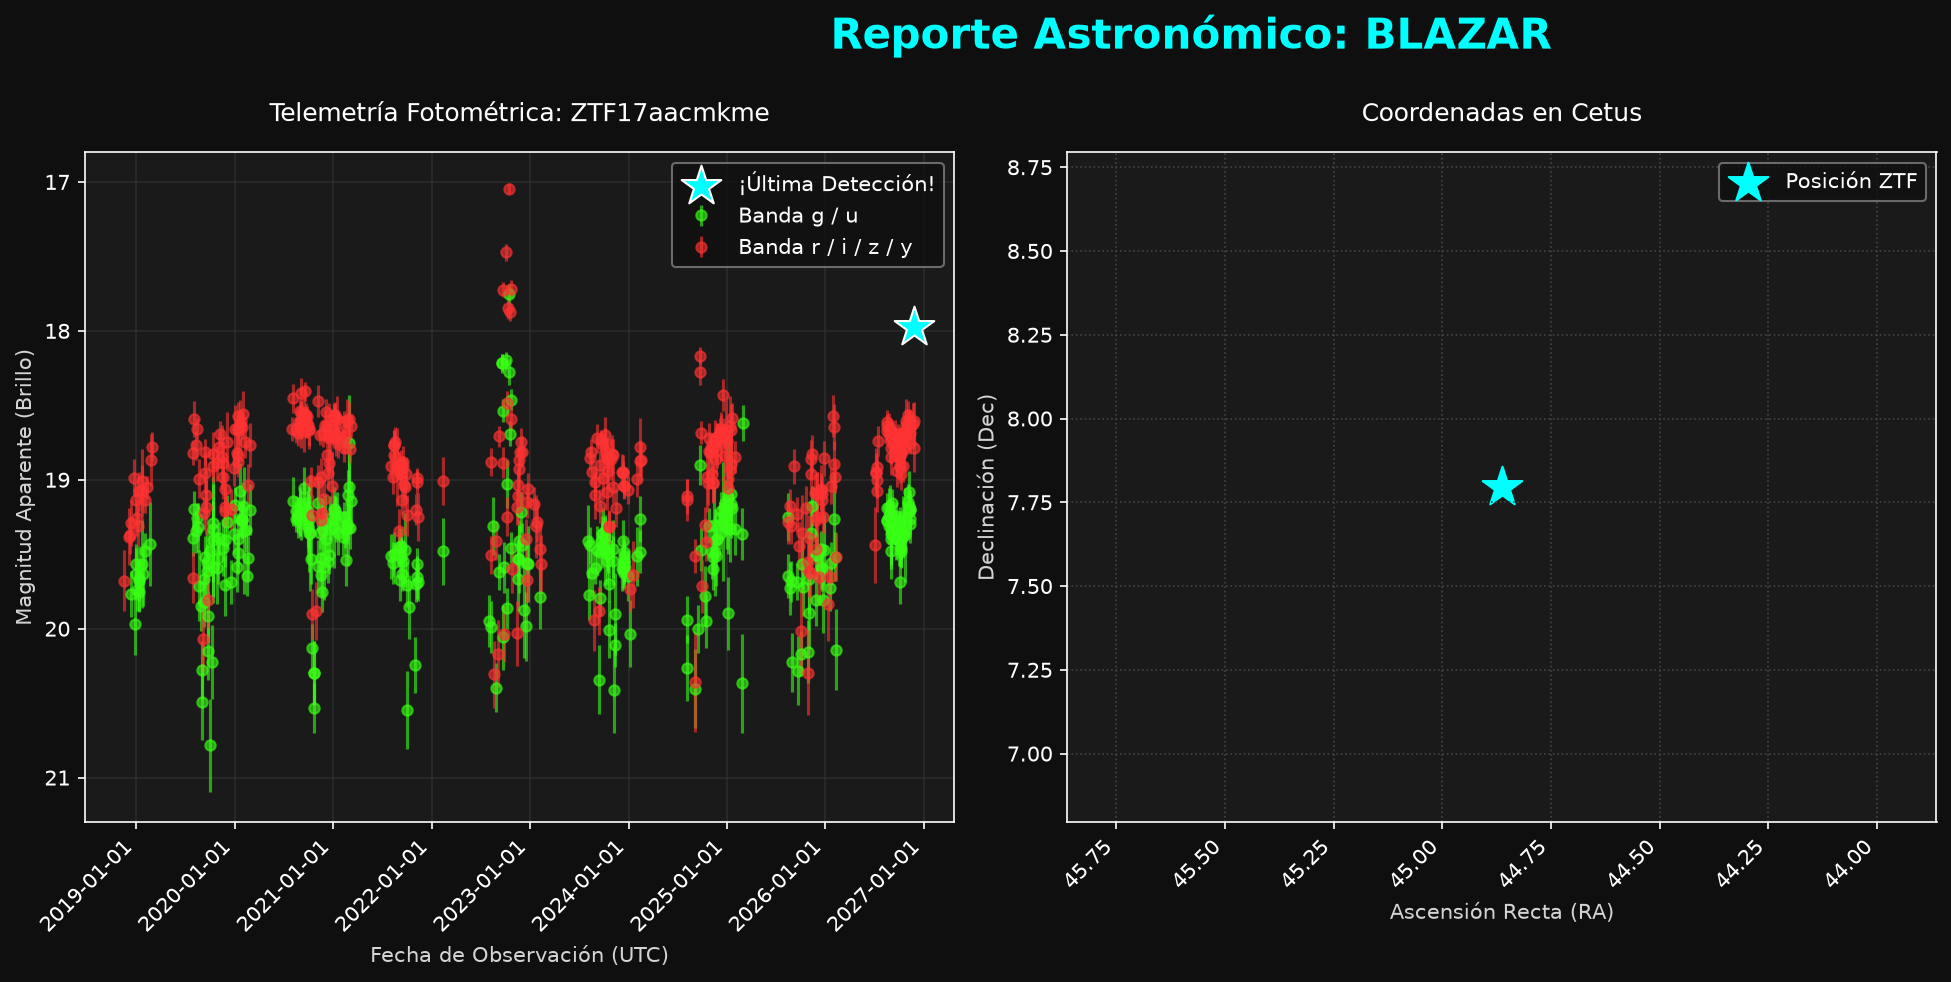 Reporte Astronómico: BLAZAR
Telemetría Fotométrica: ZTF17aacmkme
¡Última Detección!
Banda g / u
Banda r / i / z / y
Magnitud Aparente (Brillo)
17
18
19
20
21
2019-01-01
2020-01-01
2021-01-01
2022-01-01
2023-01-01
2024-01-01
2025-01-01
2026-01-01
2027-01-01
Fecha de Observación (UTC)
Coordenadas en Cetus
Posición ZTF
Declinación (Dec)
8.75
8.50
8.25
8.00
7.75
7.50
7.25
7.00
45.75
45.50
45.25
45.00
44.75
44.50
44.25
44.00
Ascensión Recta (RA)